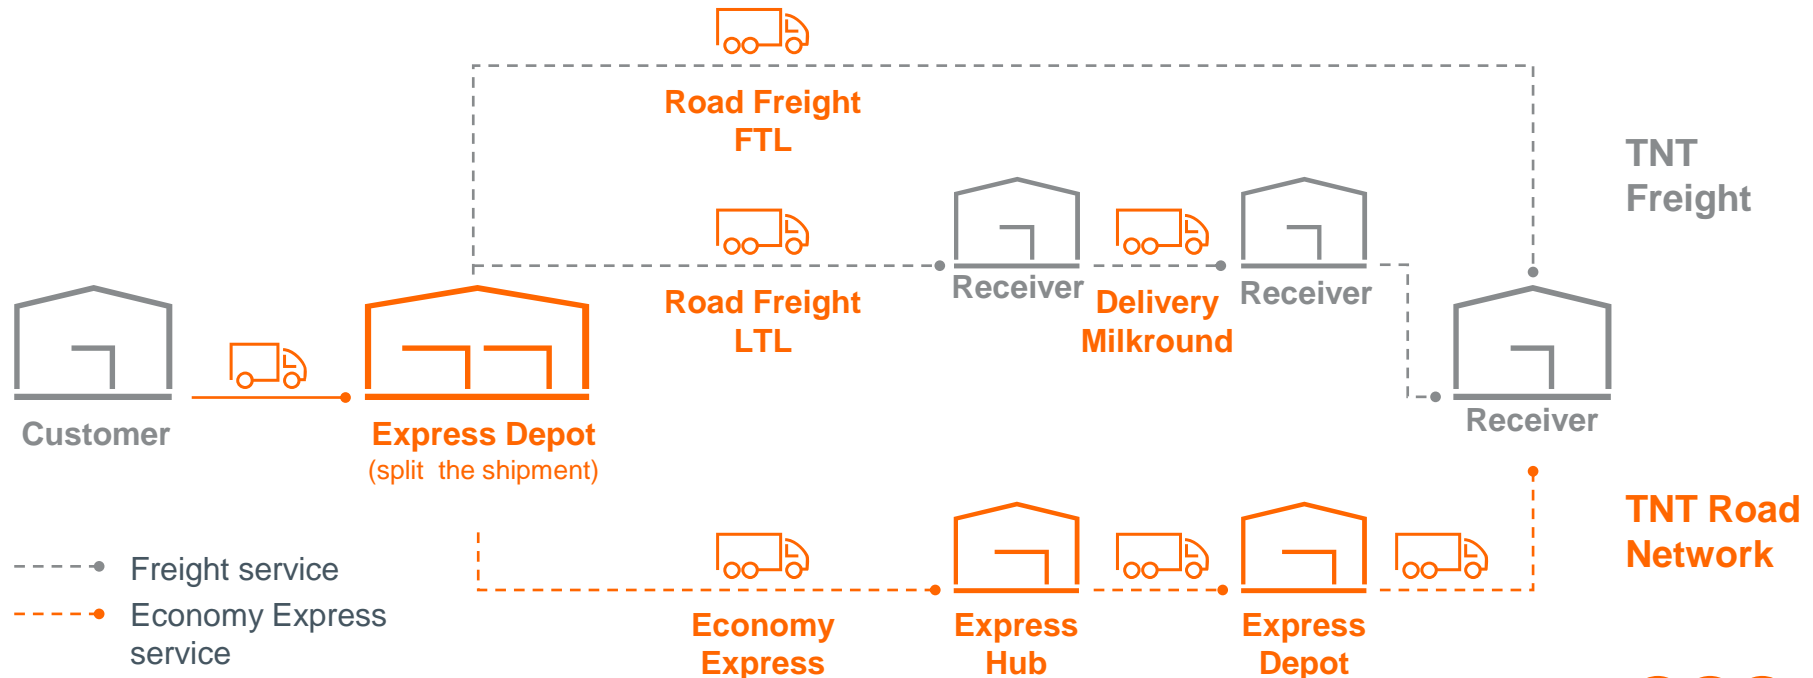 Road Freight
FTL
TNT
Freight
Receiver
Delivery
Milkround
Receiver
Road Freight
LTL
Customer
Express Depot
(split  the shipment)
Receiver
TNT Road
Network
Freight service
Economy Express
service
Economy
Express
Express
Hub
Express
Depot